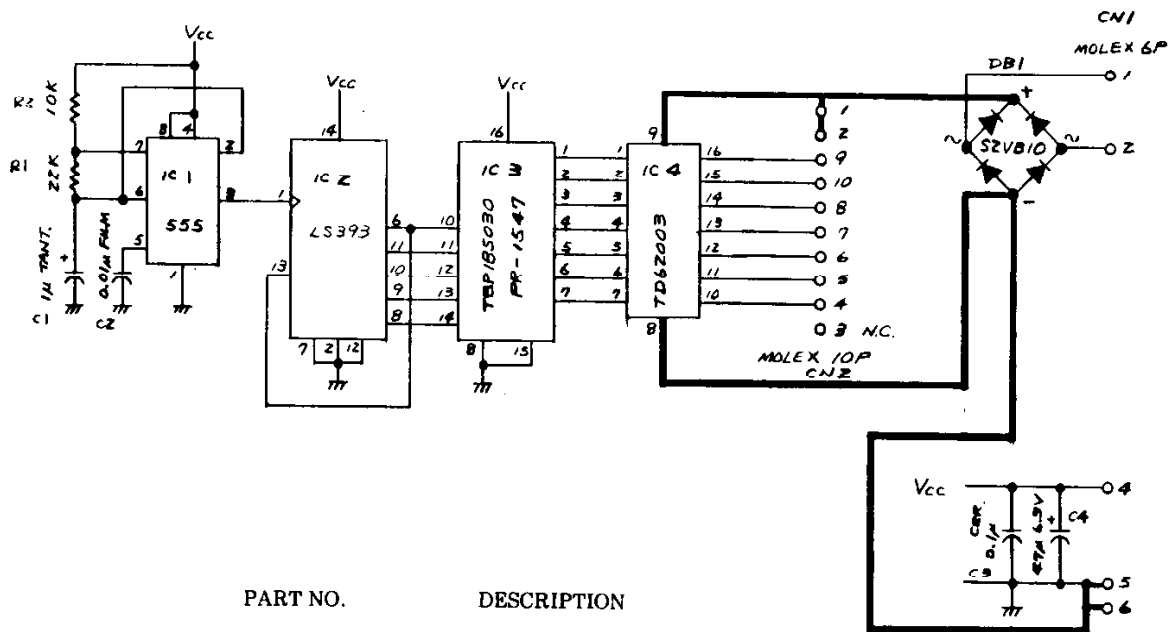 CN1
MOLEX 6P
Vcc
DB1
1
R2 10K
Vcc
+
1
2
8 4
14
16
9
~ S2VB10 ~
2
R1 22K
7
2
IC 1
IC 2
IC 3
1 1
IC 4
16
9
2 2
15
10
6
3
1
3 3
14
8
555
LS393
6
10
TBP18S030
PR-1547
4 4
TD62003
13
7
-
5
11
11
5 5
12
6
+
1µ TANT.
0.01µ FILM
13
10
12
6 6
11
5
1
9
13
7 7
10
4
C1
C2
8
14
8
3 N.C.
7 2 12
8 15
MOLEX 10P
CN2
Vcc
4
CER. 0.1µ
47µ 6.3V
+
C4
C3
5
6
PART NO. DESCRIPTION